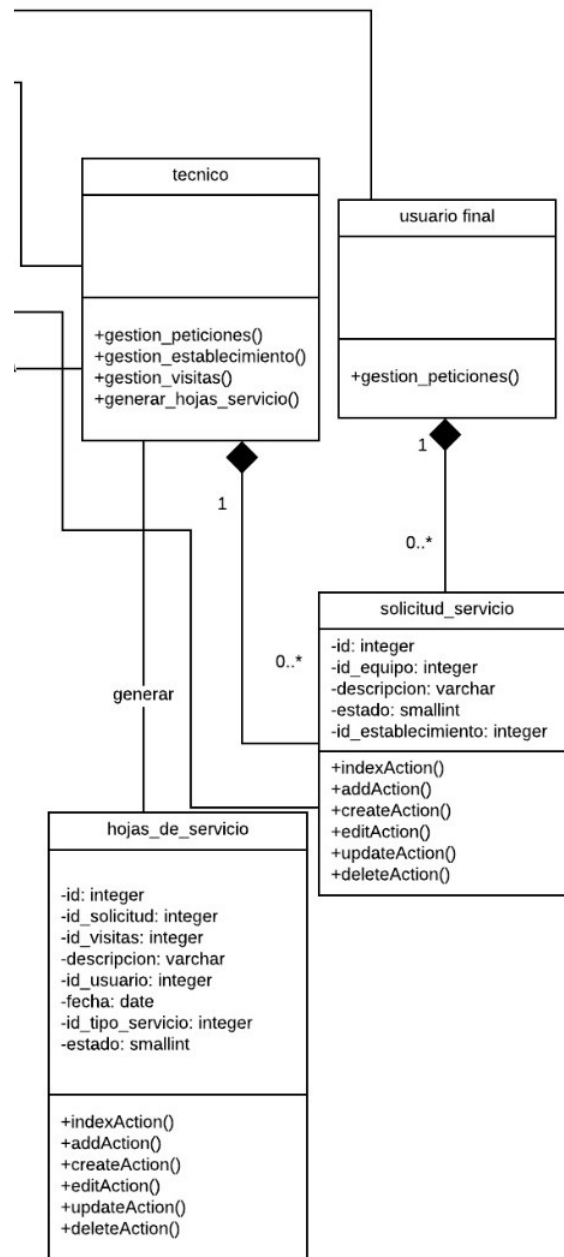 tecnico
+gestion_peticiones()
+gestion_establecimiento()
+gestion_visitas()
+generar_hojas_servicio()
usuario final
+gestion_peticiones()
1
0..*
1
0..*
generar
solicitud_servicio
-id: integer
-id_equipo: integer
-descripcion: varchar
-estado: smallint
-id_establecimiento: integer
+indexAction()
+addAction()
+createAction()
+editAction()
+updateAction()
+deleteAction()
hojas_de_servicio
-id: integer
-id_solicitud: integer
-id_visitas: integer
-descripcion: varchar
-id_usuario: integer
-fecha: date
-id_tipo_servicio: integer
-estado: smallint
+indexAction()
+addAction()
+createAction()
+editAction()
+updateAction()
+deleteAction()